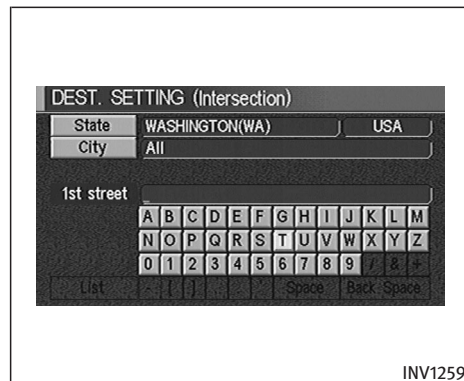 DEST. SETTING (Intersection)
State WASHINGTON(WA) USA
City All
1st street _
A B C D E F G H I J K L M
N O P Q R S T U V W X Y Z
0 1 2 3 4 5 6 7 8 9 / & +
List - [ ] Space Back Space
INV1259